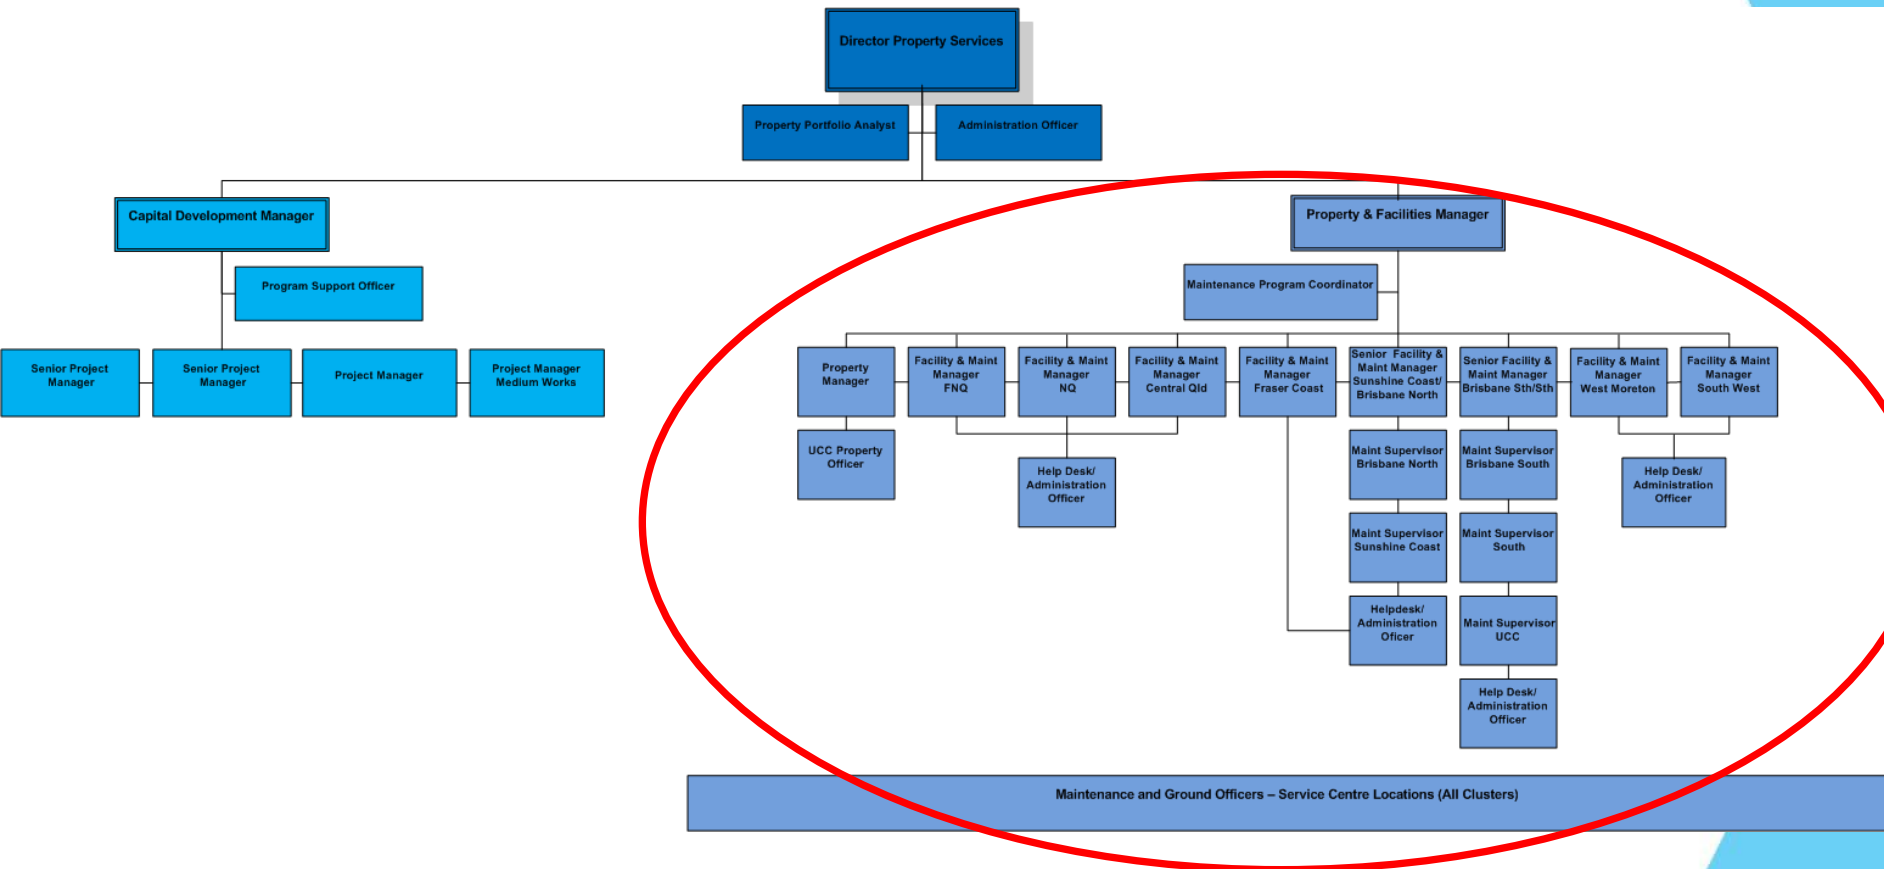 Director Property Services
Property Portfolio Analyst
Administration Officer
Capital Development Manager
Property & Facilities Manager
Program Support Officer
Maintenance Program Coordinator
Senior Project
Manager
Senior Project
Manager
Project Manager
Project Manager
Medium Works
Property
Manager
Facility & Maint
Manager
FNQ
Facility & Maint
Manager
NQ
Facility & Maint
Manager
Central Qld
Facility & Maint
Manager
Fraser Coast
Senior Facility &
Maint Manager
Sunshine Coast/
Brisbane North
Senior Facility &
Maint Manager
Brisbane Sth/Sth
Facility & Maint
Manager
West Moreton
Facility & Maint
Manager
South West
UCC Property
Officer
Help Desk/
Administration
Officer
Maint Supervisor
Brisbane North
Maint Supervisor
Brisbane South
Help Desk/
Administration
Officer
Maint Supervisor
Sunshine Coast
Maint Supervisor
South
Helpdesk/
Administration
Oficer
Maint Supervisor
UCC
Help Desk/
Administration
Officer
Maintenance and Ground Officers – Service Centre Locations (All Clusters)